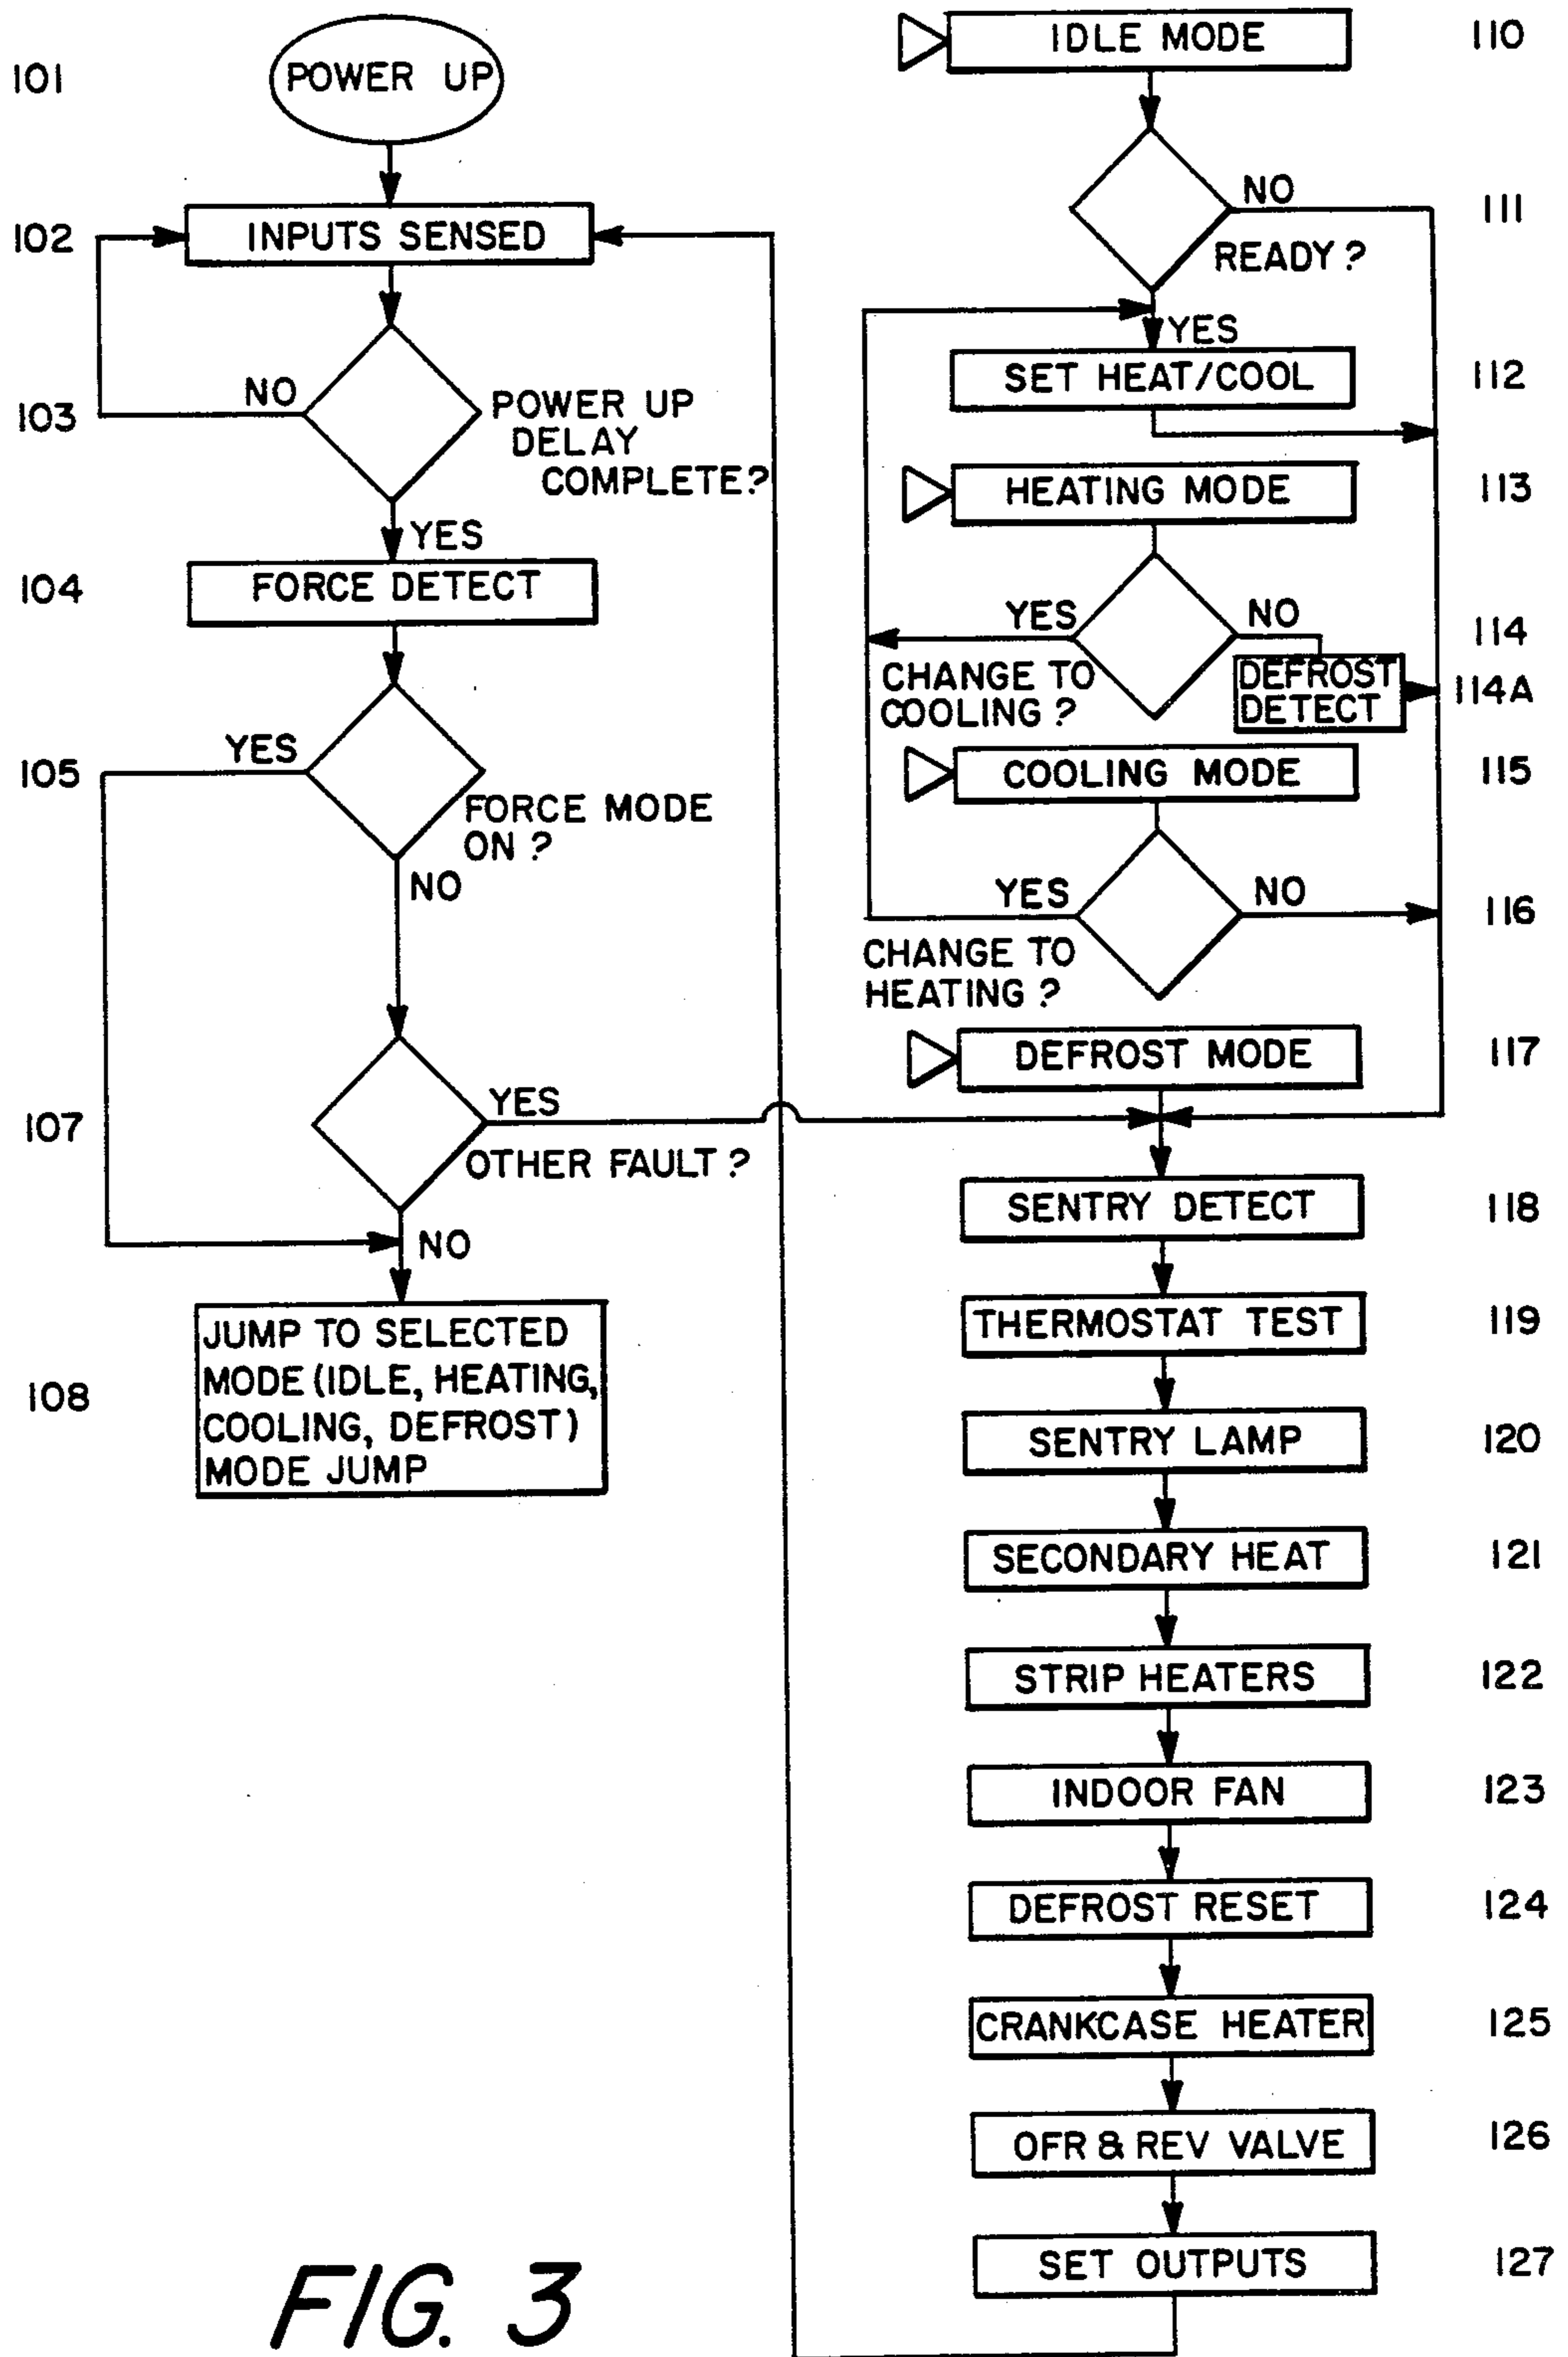 101
POWER UP
102
INPUTS SENSED
NO
103
POWER UP
DELAY
COMPLETE?
YES
104
FORCE DETECT
YES
105
FORCE MODE
ON?
NO
YES
107
OTHER FAULT?
NO
108
JUMP TO SELECTED
MODE (IDLE, HEATING,
COOLING, DEFROST)
MODE JUMP
IDLE MODE
110
NO
111
READY?
YES
SET HEAT/COOL
112
HEATING MODE
113
YES
NO
114
CHANGE TO
COOLING?
DEFROST
DETECT
114A
COOLING MODE
115
YES
NO
116
CHANGE TO
HEATING?
DEFROST MODE
117
SENTRY DETECT
118
THERMOSTAT TEST
119
SENTRY LAMP
120
SECONDARY HEAT
121
STRIP HEATERS
122
INDOOR FAN
123
DEFROST RESET
124
CRANKCASE HEATER
125
OFR & REV VALVE
126
SET OUTPUTS
127
FIG. 3